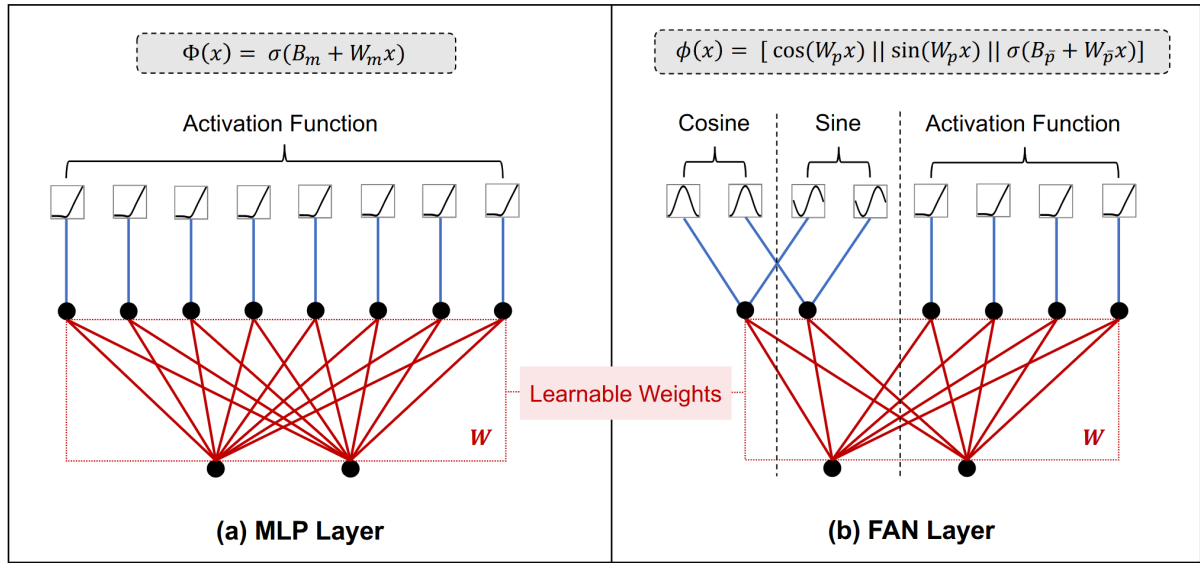 Φ(x) = σ(B_m + W_m x)
Activation Function
W
(a) MLP Layer
Learnable Weights
ϕ(x) = [ cos(W_p x) || sin(W_p x) || σ(B_p̄ + W_p̄ x)]
Cosine Sine Activation Function
W
(b) FAN Layer